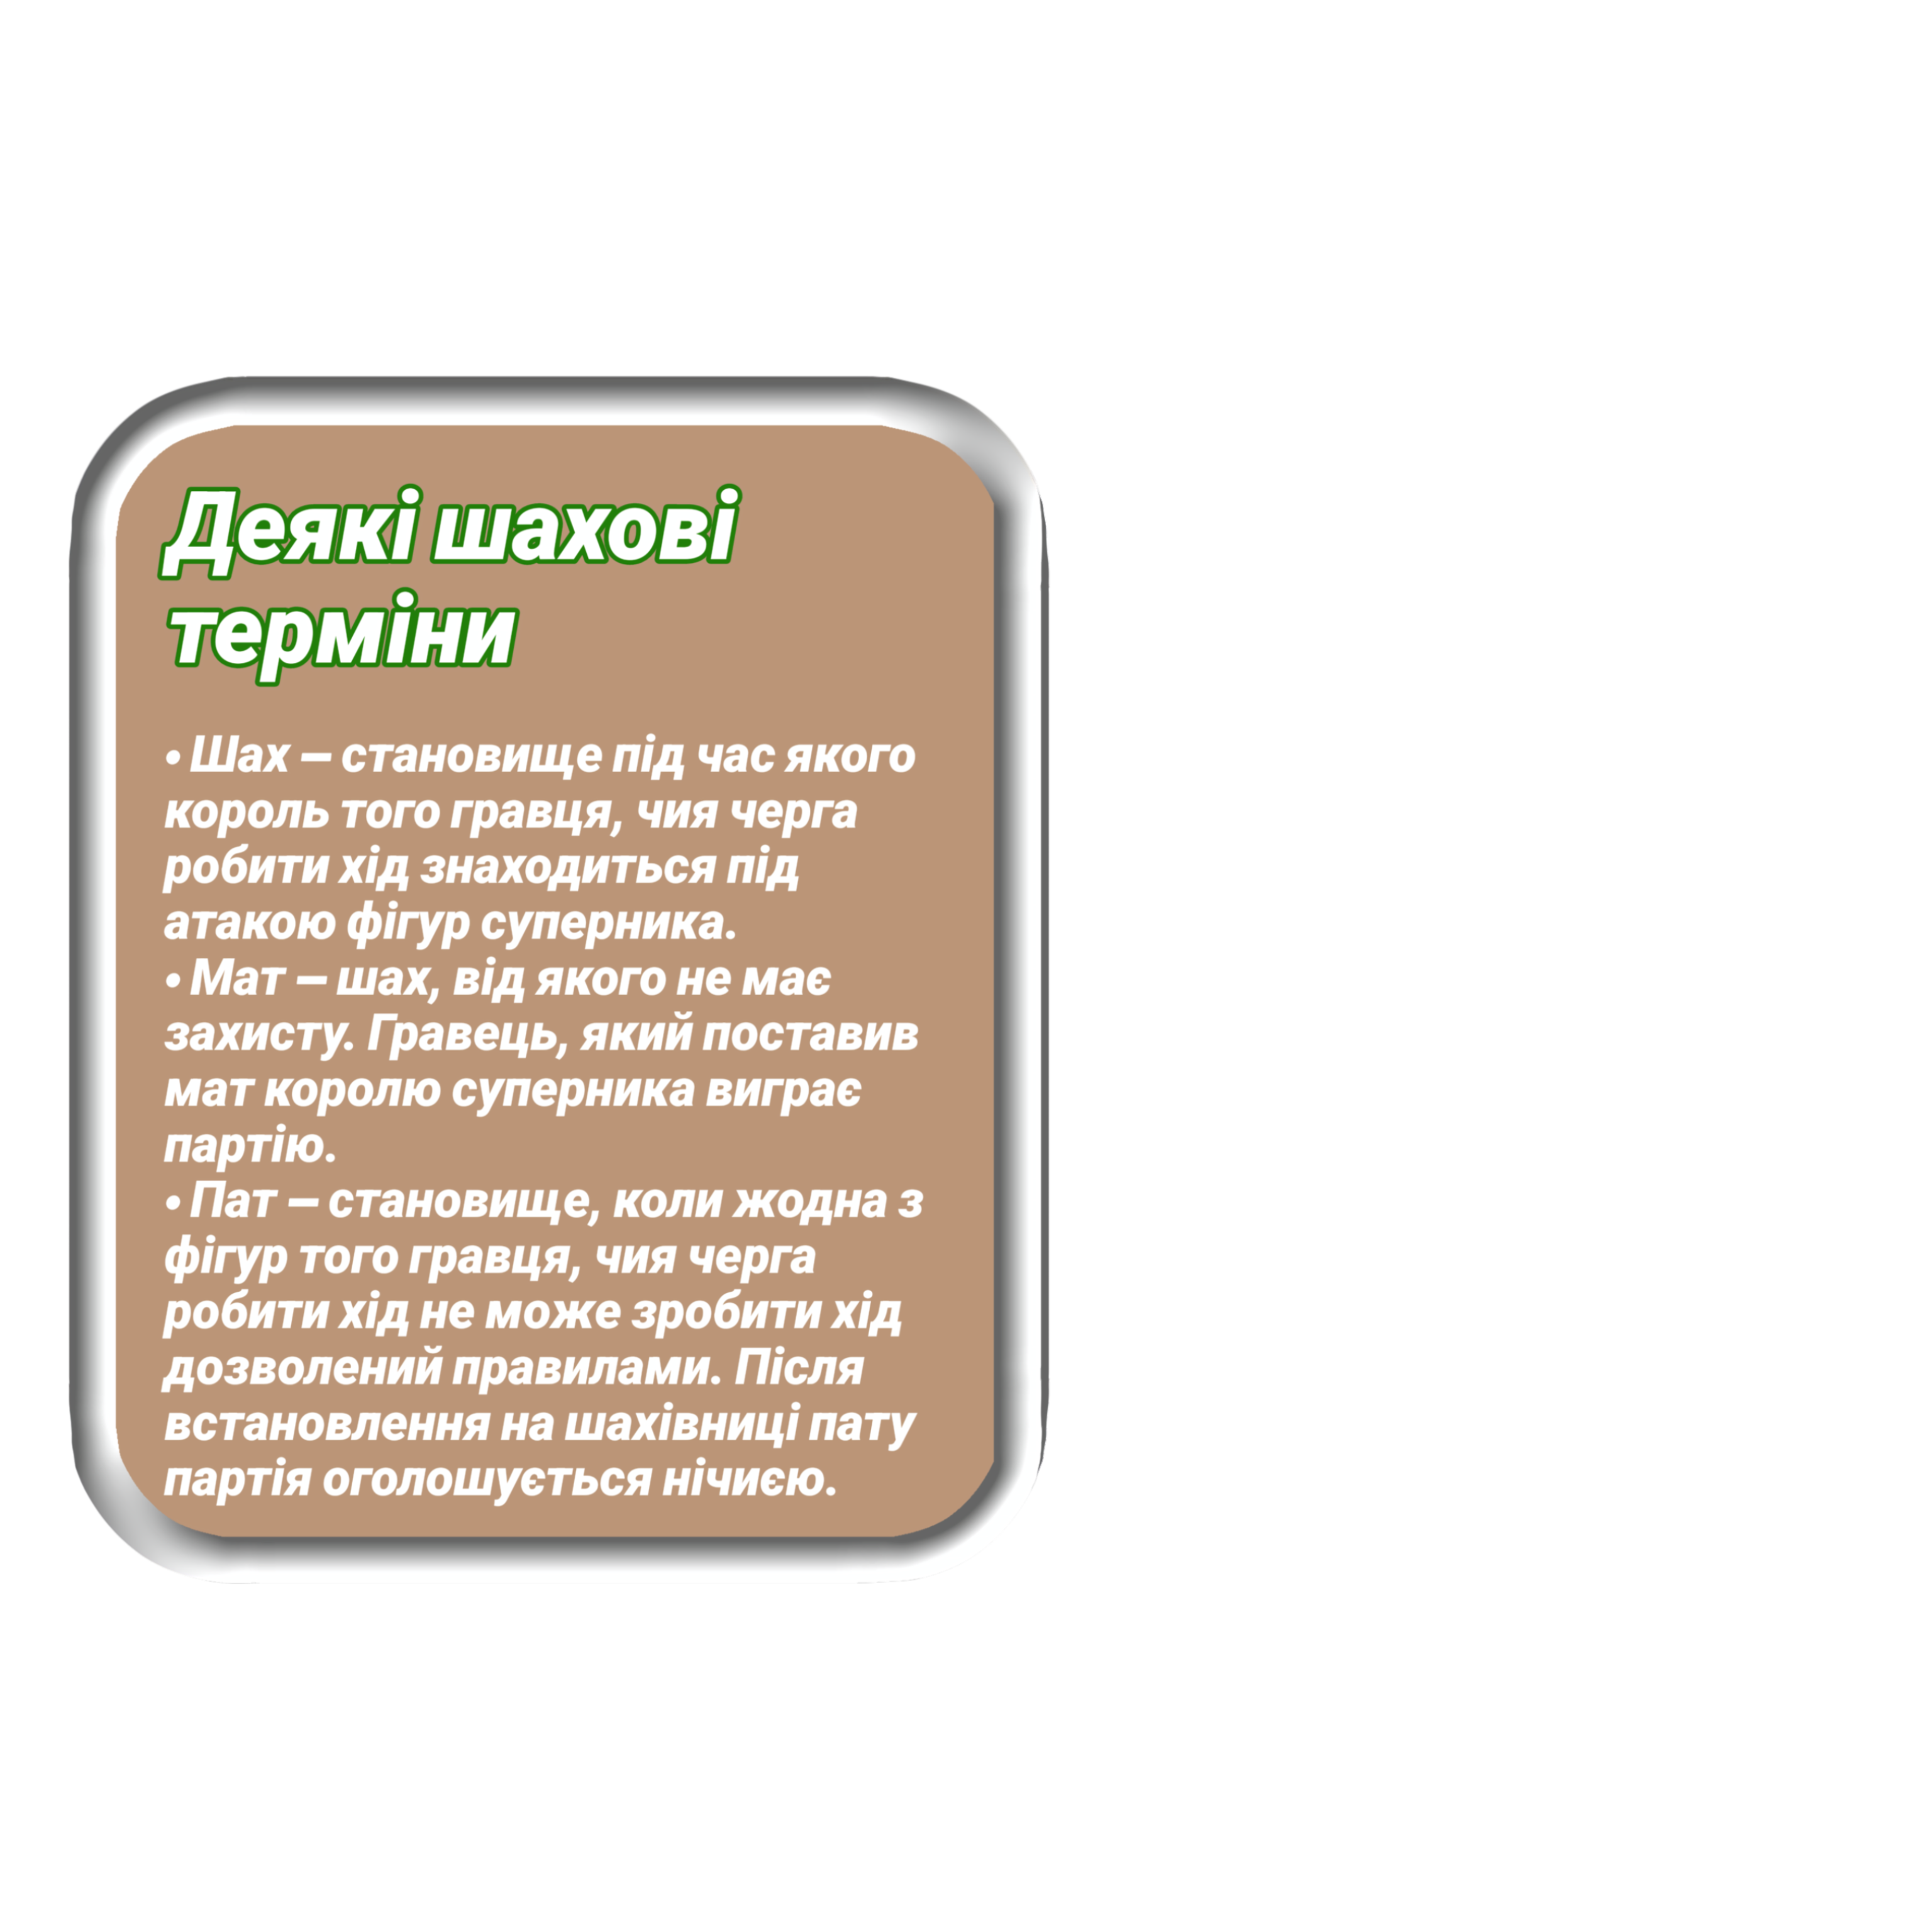 Деякі шахові
терміни
• Шах – становище під час якого
король того гравця, чия черга
робити хід знаходиться під
атакою фігур суперника.
• Мат – шах, від якого не має
захисту. Гравець, який поставив
мат королю суперника виграє
партію.
• Пат – становище, коли жодна з
фігур того гравця, чия черга
робити хід не може зробити хід
дозволений правилами. Після
встановлення на шахівниці пату
партія оголошується нічиєю.